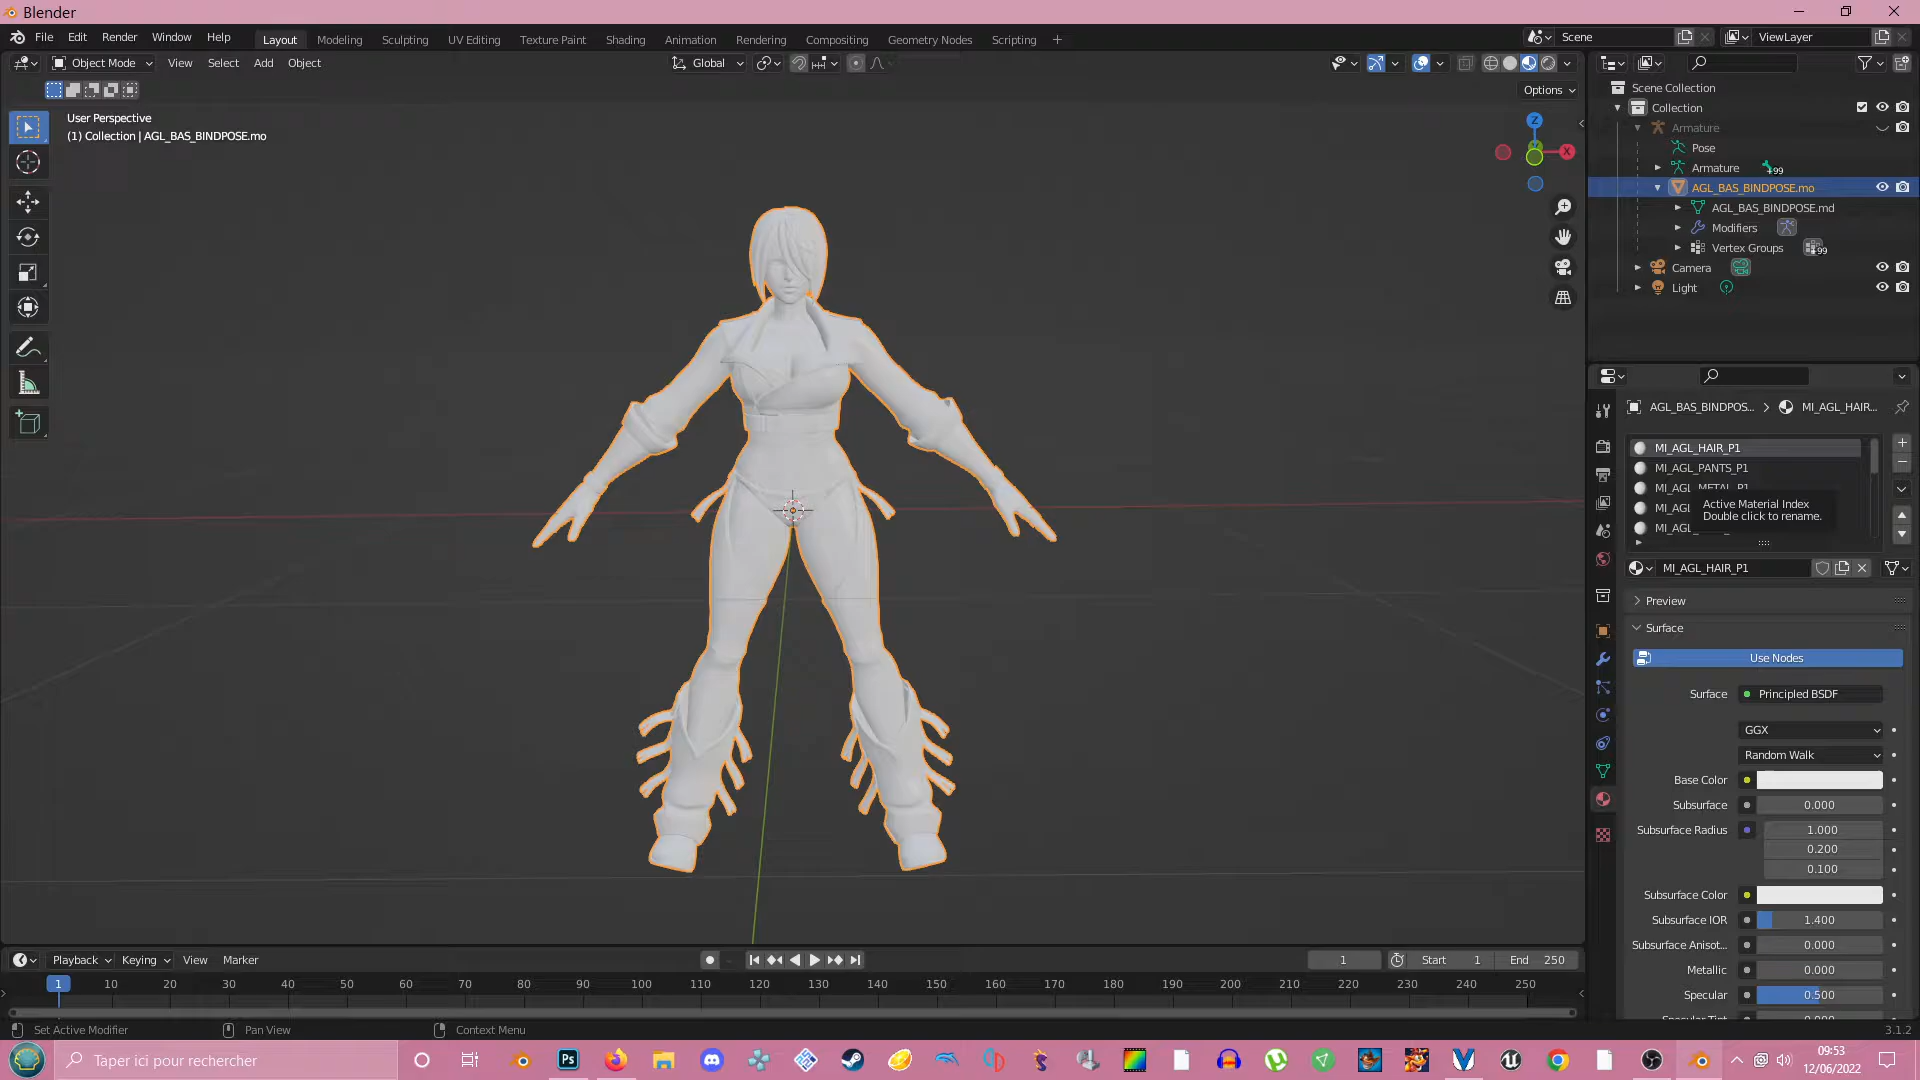 Blender
File Edit Render Window Help
Layout Modeling Sculpting UV Editing Texture Paint Shading Animation Rendering Compositing Geometry Nodes Scripting +
Scene
ViewLayer
Object Mode View Select Add Object
Global
Options
User Perspective
(1) Collection | AGL_BAS_BINDPOSE.mo
Z
X
Scene Collection
Collection
Armature
Pose
Armature
99
AGL_BAS_BINDPOSE.mo
AGL_BAS_BINDPOSE.md
Modifiers
Vertex Groups
99
Camera
Light
AGL_BAS_BINDPOS... > MI_AGL_HAIR...
MI_AGL_HAIR_P1
MI_AGL_PANTS_P1
MI_AGL_METAL_P1
MI_AGL
MI_AGL
Active Material Index
Double click to rename.
MI_AGL_HAIR_P1
Preview
Surface
Use Nodes
Surface Principled BSDF
GGX
Random Walk
Base Color
Subsurface 0.000
Subsurface Radius 1.000
0.200
0.100
Subsurface Color
Subsurface IOR 1.400
Subsurface Anisot... 0.000
Metallic 0.000
Specular 0.500
Playback Keying View Marker
1
Start 1
End 250
1 10 20 30 40 50 60 70 80 90 100 110 120 130 140 150 160 170 180 190 200 210 220 230 240 250
Set Active Modifier
Pan View
Context Menu
3.1.2
Taper ici pour rechercher
Ps
09:53
12/06/2022